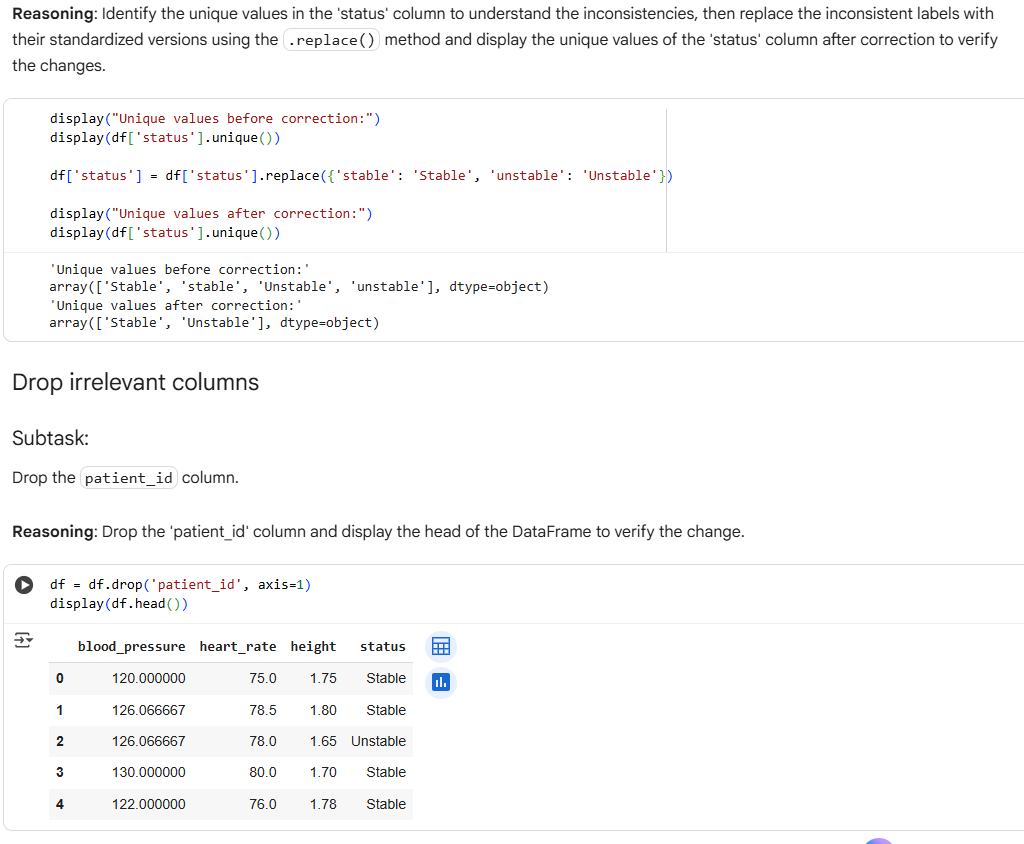 Reasoning: Identify the unique values in the 'status' column to understand the inconsistencies, then replace the inconsistent labels with
their standardized versions using the .replace() method and display the unique values of the 'status' column after correction to verify
the changes.
display("Unique values before correction:")
display(df['status'].unique())
df['status'] = df['status'].replace({'stable': 'Stable', 'unstable': 'Unstable'})
display("Unique values after correction:")
display(df['status'].unique())
'Unique values before correction:'
array(['Stable', 'stable', 'Unstable', 'unstable'], dtype=object)
'Unique values after correction:'
array(['Stable', 'Unstable'], dtype=object)
Drop irrelevant columns
Subtask:
Drop the patient_id column.
Reasoning: Drop the 'patient_id' column and display the head of the DataFrame to verify the change.
df = df.drop('patient_id', axis=1)
display(df.head())
blood_pressure heart_rate height status
0 120.000000 75.0 1.75 Stable
1 126.066667 78.5 1.80 Stable
2 126.066667 78.0 1.65 Unstable
3 130.000000 80.0 1.70 Stable
4 122.000000 76.0 1.78 Stable